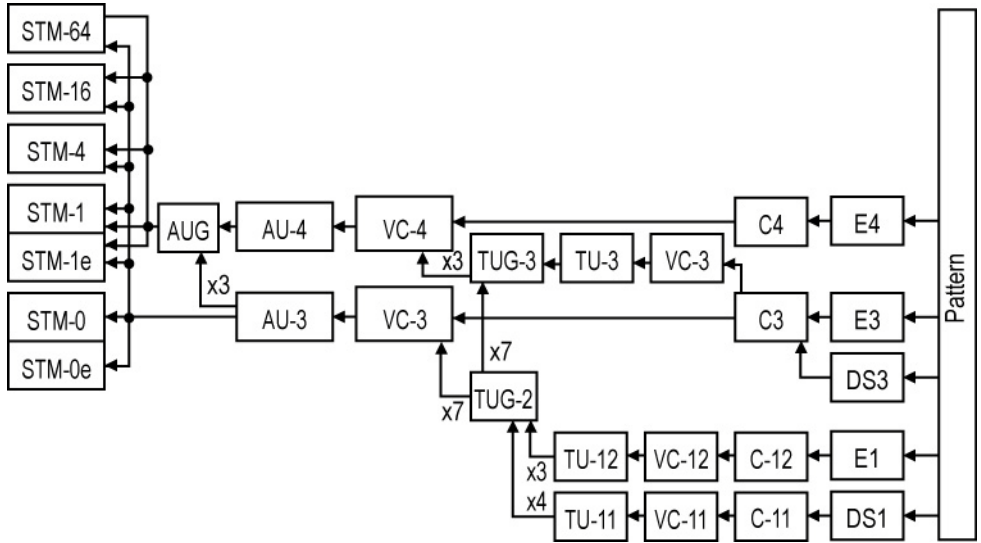 STM-64
STM-16
STM-4
STM-1
STM-1e
STM-0
STM-0e
AUG
AU-4
VC-4
C4
E4
x3
TUG-3
TU-3
VC-3
x3
AU-3
VC-3
C3
E3
x7
DS3
x7
TUG-2
x3
TU-12
VC-12
C-12
E1
x4
TU-11
VC-11
C-11
DS1
Pattern